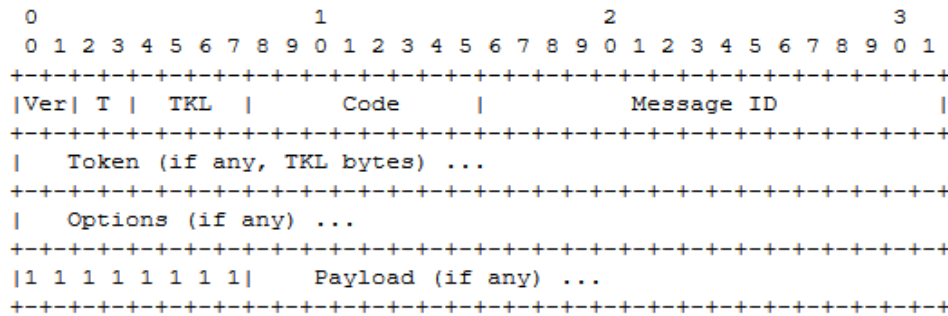 0                   1                   2                   3
0 1 2 3 4 5 6 7 8 9 0 1 2 3 4 5 6 7 8 9 0 1 2 3 4 5 6 7 8 9 0 1
+-+-+-+-+-+-+-+-+-+-+-+-+-+-+-+-+-+-+-+-+-+-+-+-+-+-+-+-+-+-+-+-+
|Ver| T |  TKL  |      Code     |          Message ID           |
+-+-+-+-+-+-+-+-+-+-+-+-+-+-+-+-+-+-+-+-+-+-+-+-+-+-+-+-+-+-+-+-+
|   Token (if any, TKL bytes) ...
+-+-+-+-+-+-+-+-+-+-+-+-+-+-+-+-+-+-+-+-+-+-+-+-+-+-+-+-+-+-+-+-+
|   Options (if any) ...
+-+-+-+-+-+-+-+-+-+-+-+-+-+-+-+-+-+-+-+-+-+-+-+-+-+-+-+-+-+-+-+-+
|1 1 1 1 1 1 1 1|    Payload (if any) ...
+-+-+-+-+-+-+-+-+-+-+-+-+-+-+-+-+-+-+-+-+-+-+-+-+-+-+-+-+-+-+-+-+